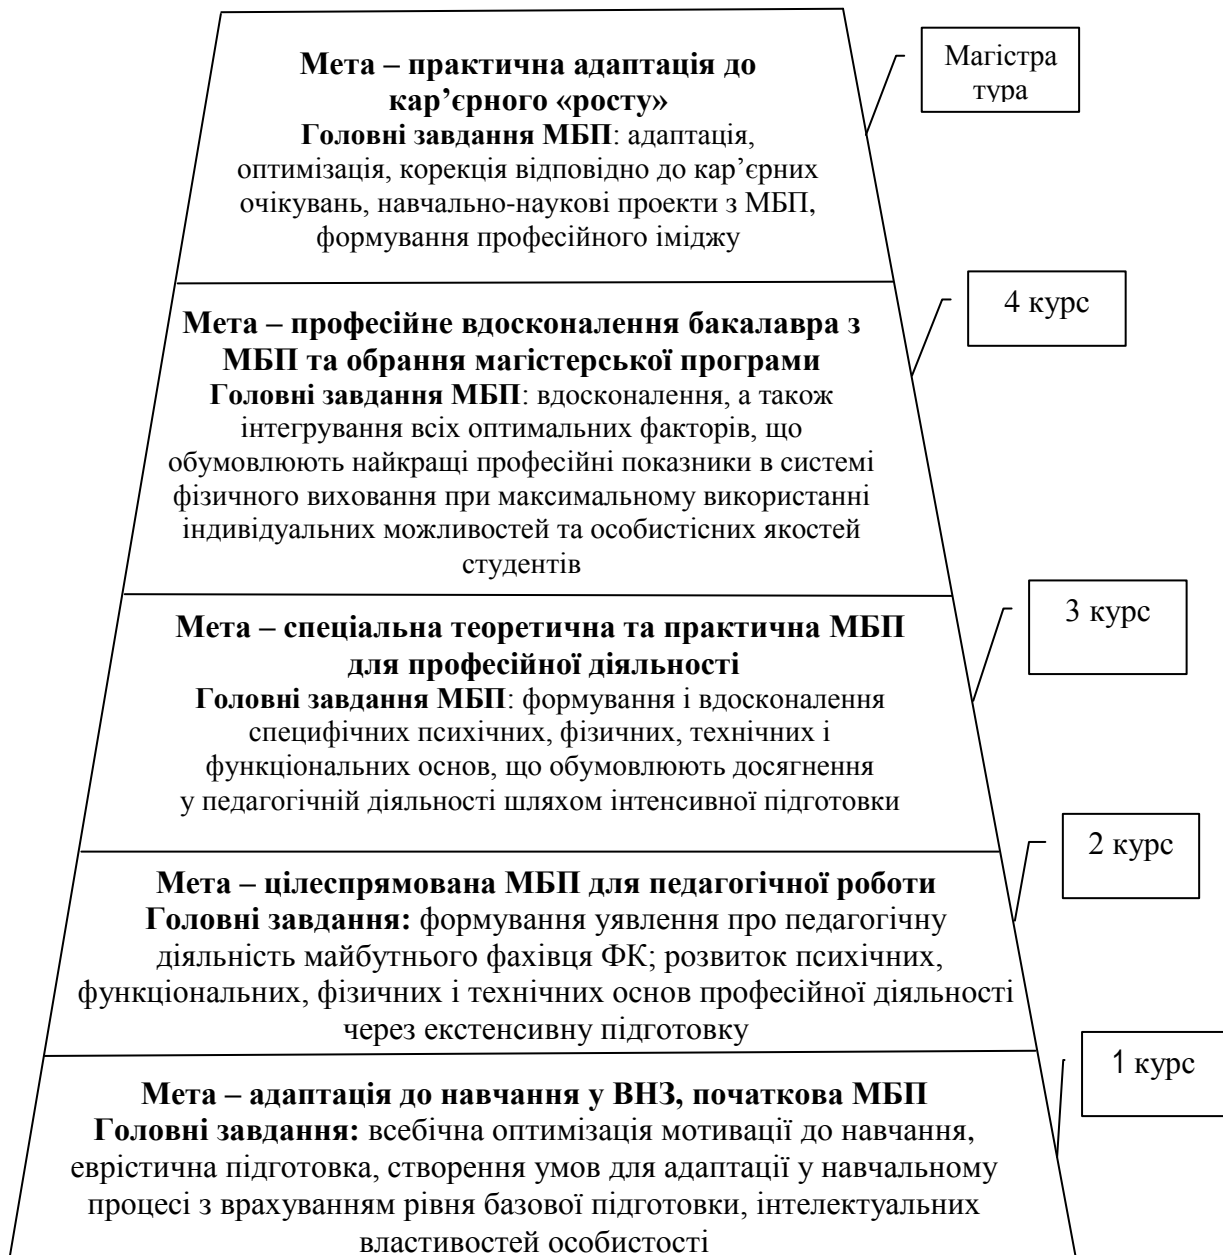 Мета – практична адаптація до
кар’єрного «росту»
Головні завдання МБП: адаптація,
оптимізація, корекція відповідно до кар’єрних
очікувань, навчально-наукові проекти з МБП,
формування професійного іміджу
Магістра
тура
Мета – професійне вдосконалення бакалавра з
МБП та обрання магістерської програми
Головні завдання МБП: вдосконалення, а також
інтегрування всіх оптимальних факторів, що
обумовлюють найкращі професійні показники в системі
фізичного виховання при максимальному використанні
індивідуальних можливостей та особистісних якостей
студентів
4 курс
Мета – спеціальна теоретична та практична МБП
для професійної діяльності
Головні завдання МБП: формування і вдосконалення
специфічних психічних, фізичних, технічних і
функціональних основ, що обумовлюють досягнення
у педагогічній діяльності шляхом інтенсивної підготовки
3 курс
Мета – цілеспрямована МБП для педагогічної роботи
Головні завдання: формування уявлення про педагогічну
діяльність майбутнього фахівця ФК; розвиток психічних,
функціональних, фізичних і технічних основ професійної діяльності
через екстенсивну підготовку
2 курс
Мета – адаптація до навчання у ВНЗ, початкова МБП
Головні завдання: всебічна оптимізація мотивації до навчання,
еврістична підготовка, створення умов для адаптації у навчальному
процесі з врахуванням рівня базової підготовки, інтелектуальних
властивостей особистості
1 курс